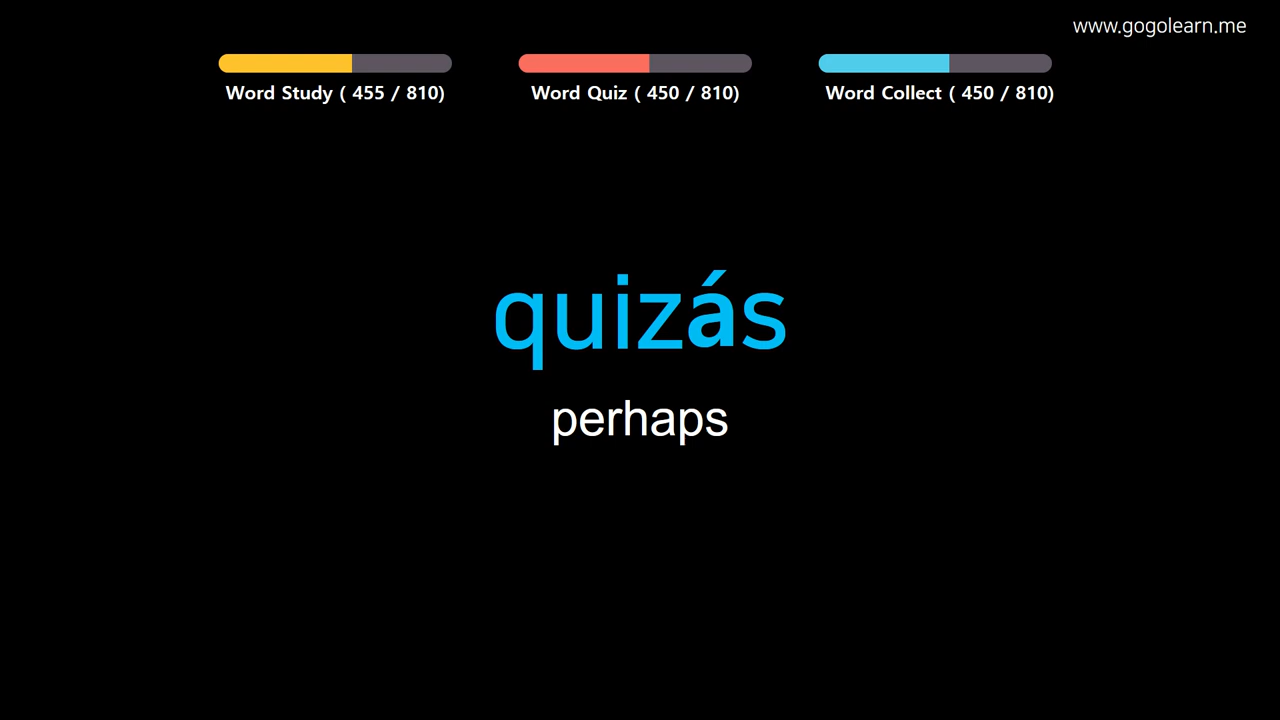 www.gogolearn.me
Word Study ( 455 / 810)
Word Quiz ( 450 / 810)
Word Collect ( 450 / 810)
quizás
perhaps